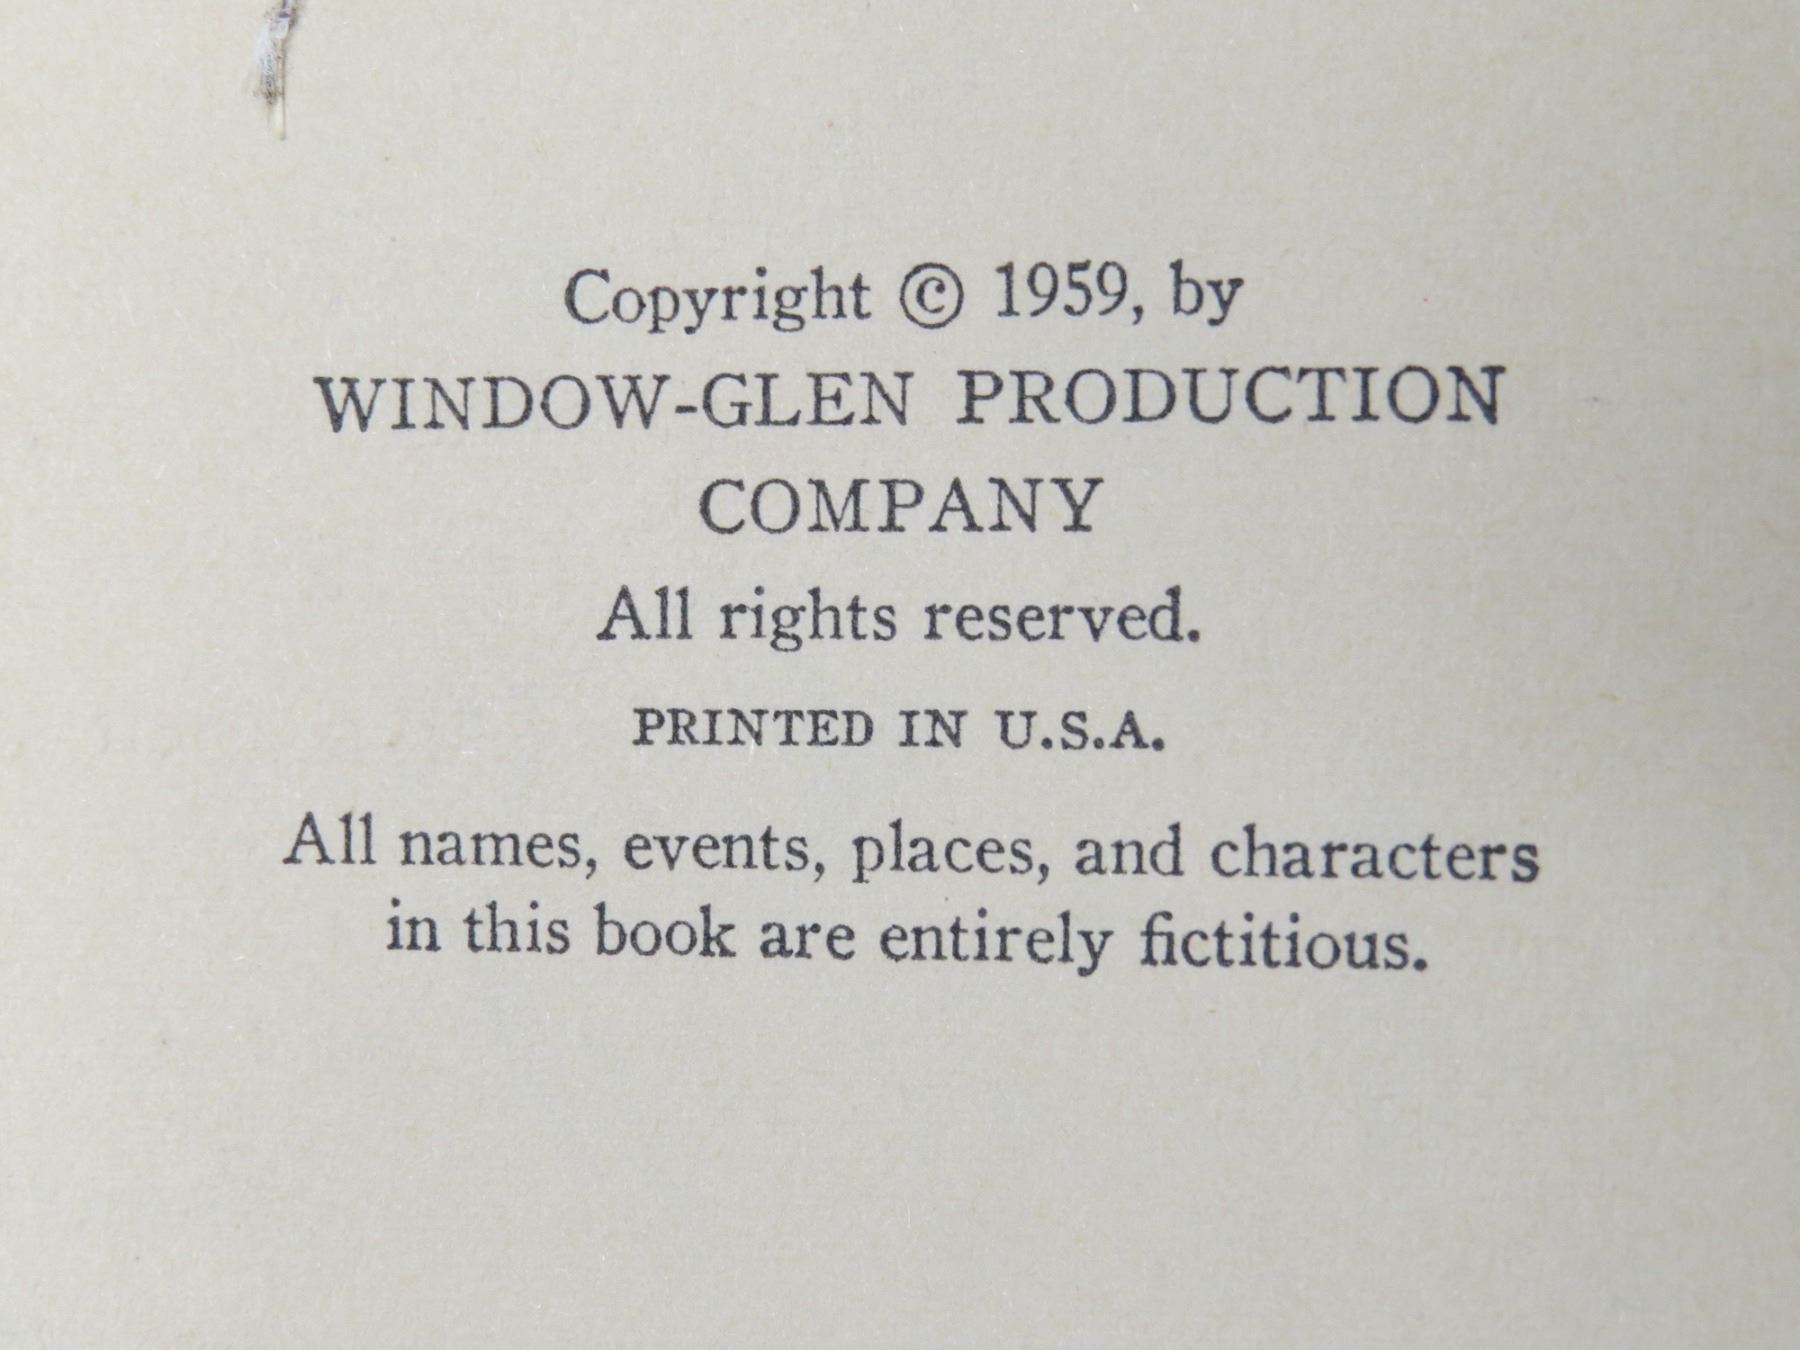 Copyright © 1959, by
WINDOW-GLEN PRODUCTION
COMPANY
All rights reserved.
PRINTED IN U.S.A.
All names, events, places, and characters
in this book are entirely fictitious.